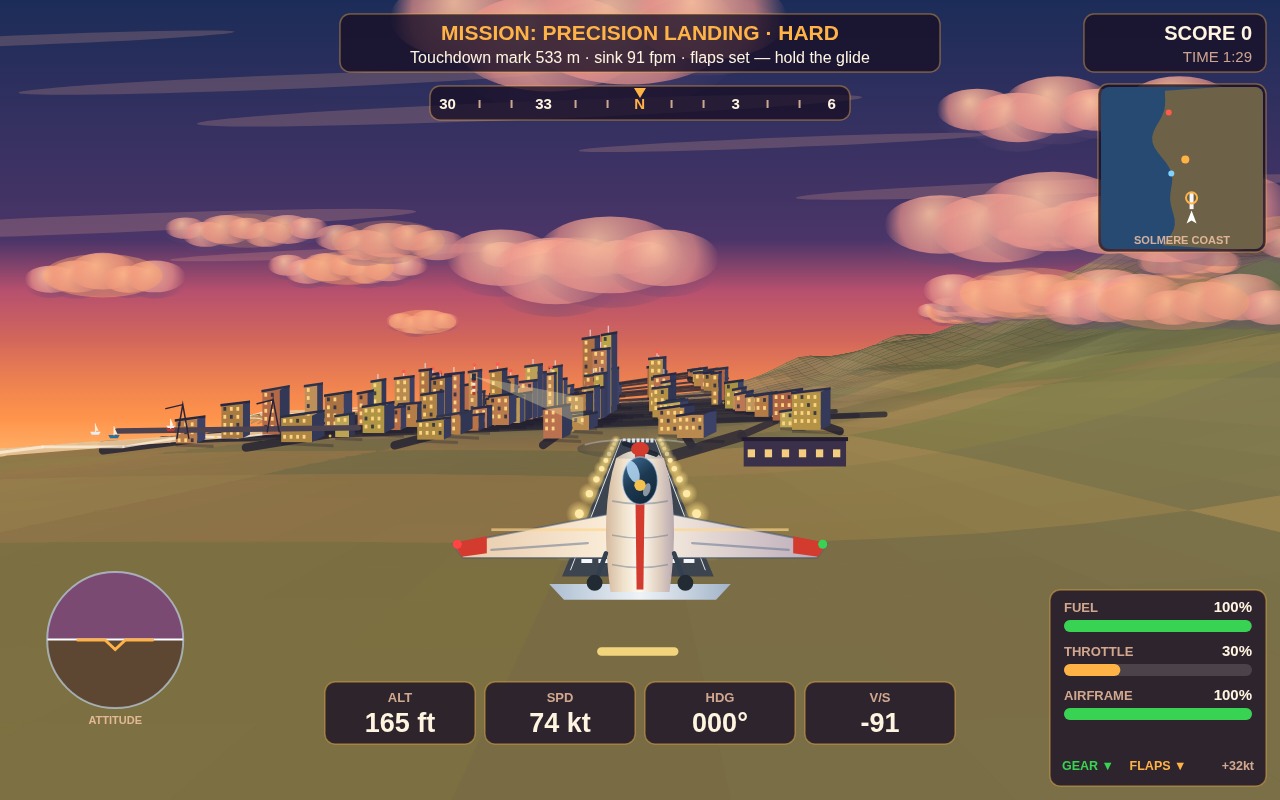 MISSION: PRECISION LANDING · HARD
Touchdown mark 533 m · sink 91 fpm · flaps set — hold the glide
SCORE 0
TIME 1:29
30 33 N 3 6
SOLMERE COAST
ATTITUDE
ALT
165 ft
SPD
74 kt
HDG
000°
V/S
-91
FUEL 100%
THROTTLE 30%
AIRFRAME 100%
GEAR ▼ FLAPS ▼ +32kt